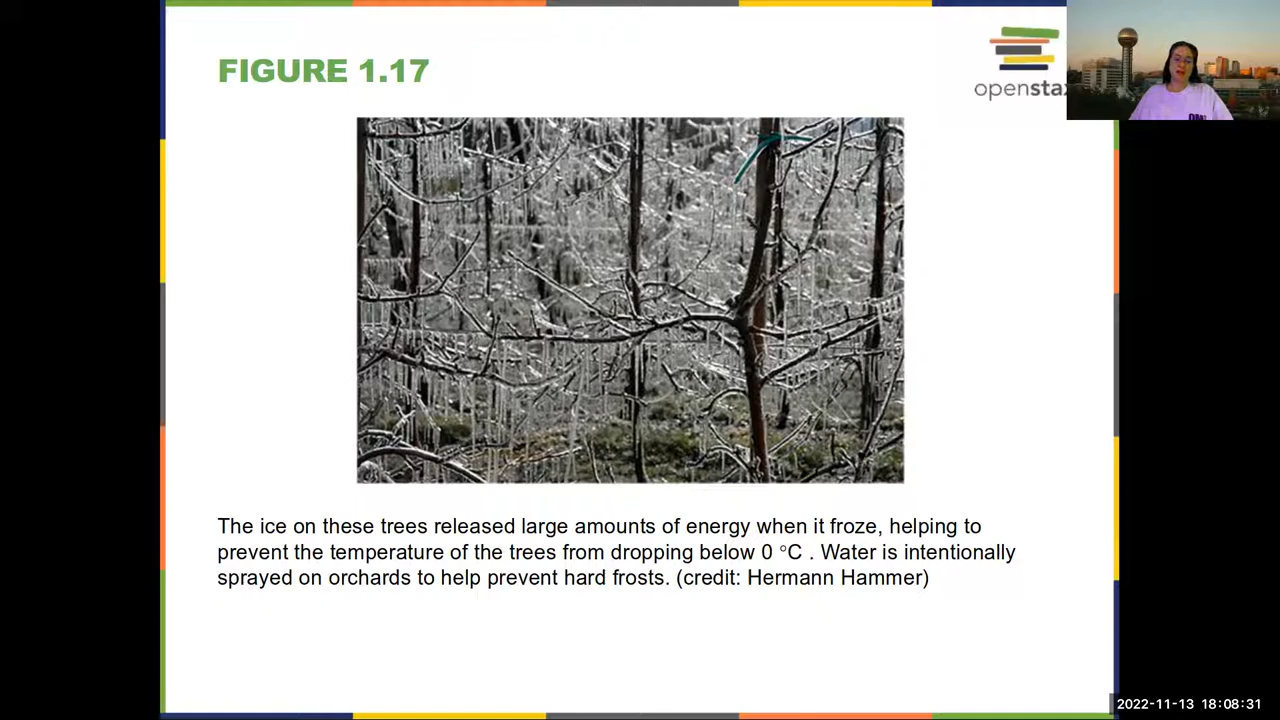 FIGURE 1.17
openstax
The ice on these trees released large amounts of energy when it froze, helping to
prevent the temperature of the trees from dropping below 0 °C . Water is intentionally
sprayed on orchards to help prevent hard frosts. (credit: Hermann Hammer)
2022-11-13 18:08:31